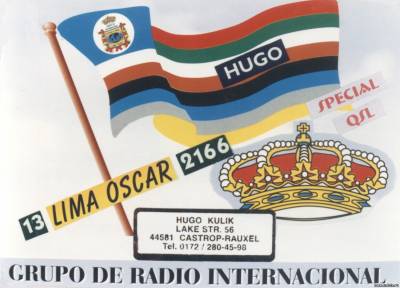 HUGO
SPECIAL
QSL
13 LIMA OSCAR 2166
HUGO KULIK
LAKE STR. 56
44581 CASTROP-RAUXEL
Tel. 0172 / 280-45-98
GRUPO DE RADIO INTERNACIONAL